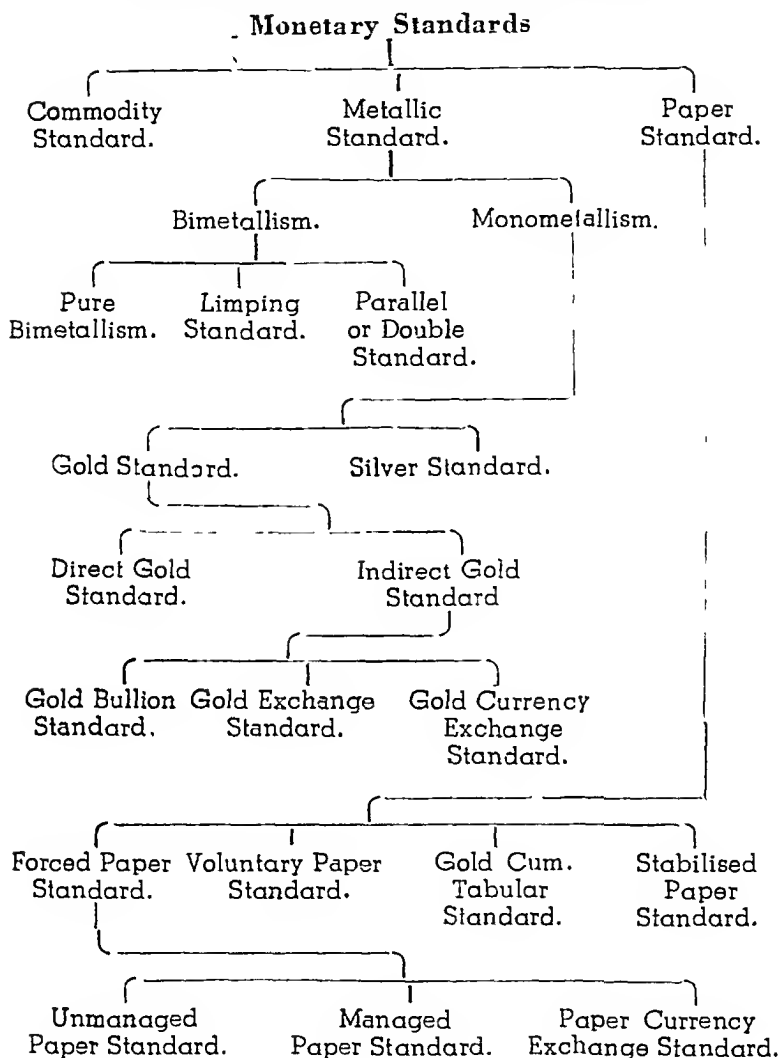 Monetary Standards
Commodity Standard.
Metallic Standard.
Paper Standard.
Bimetallism.
Monometallism.
Pure Bimetallism.
Limping Standard.
Parallel or Double Standard.
Gold Standard.
Silver Standard.
Direct Gold Standard.
Indirect Gold Standard
Gold Bullion Standard.
Gold Exchange Standard.
Gold Currency Exchange Standard.
Forced Paper Standard.
Voluntary Paper Standard.
Gold Cum. Tabular Standard.
Stabilised Paper Standard.
Unmanaged Paper Standard.
Managed Paper Standard.
Paper Currency Exchange Standard.